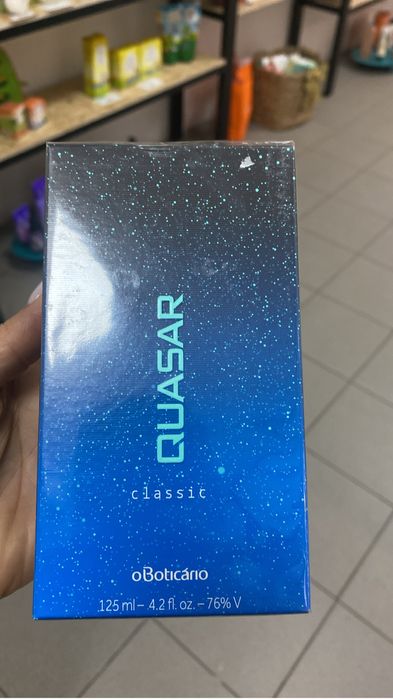 QUASAR
classic
oBoticário
125 ml – 4.2 fl. oz. – 76% V